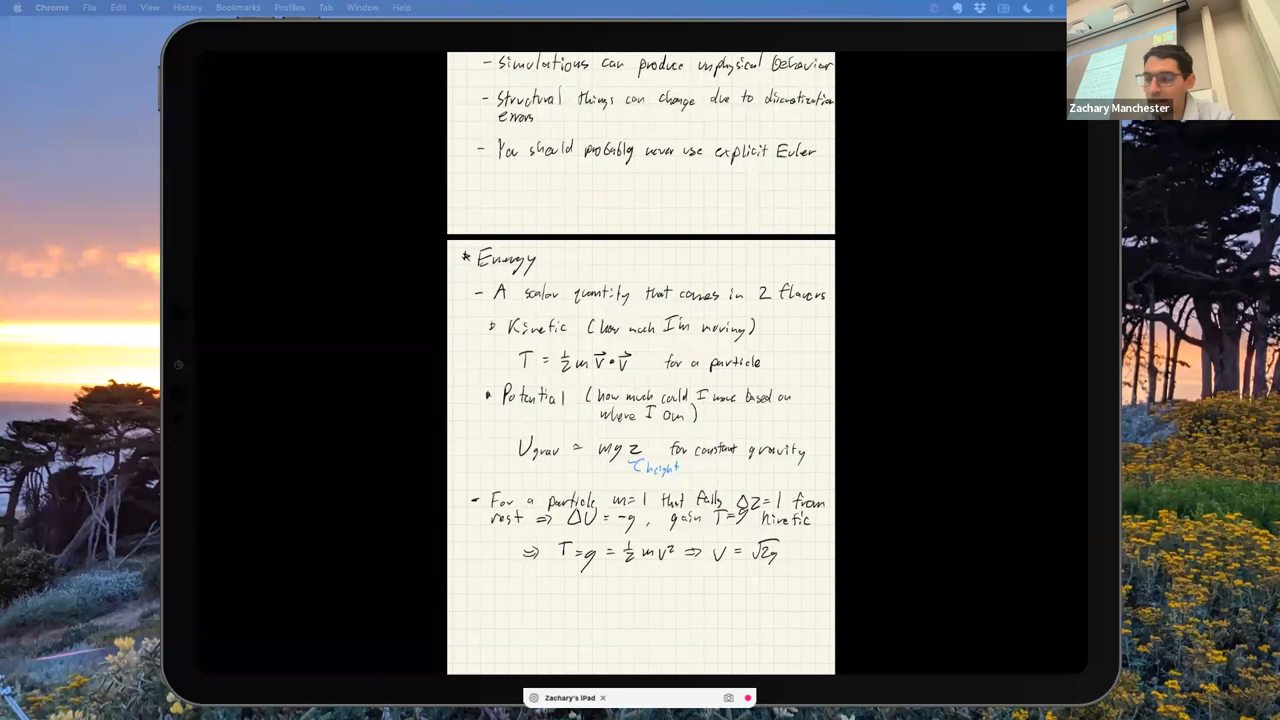 Chrome File Edit View History Bookmarks Profiles Tab Window Help
Zachary Manchester
- Simulations can produce unphysical behavior
- Structural things can change due to discretization
errors
- You should probably never use explicit Euler
* Energy
- A scalar quantity that comes in 2 flavors
• Kinetic (how much I'm moving)
T = ½ m v⃗ • v⃗ for a particle
• Potential (how much could I move based on
where I am)
U_grav = mgz for constant gravity
height
- For a particle m=1 that falls ΔZ=1 from
rest ⇒ ΔU = -g, gain T=g kinetic
⇒ T=g = ½ mv² ⇒ v = √2g
Zachary's iPad